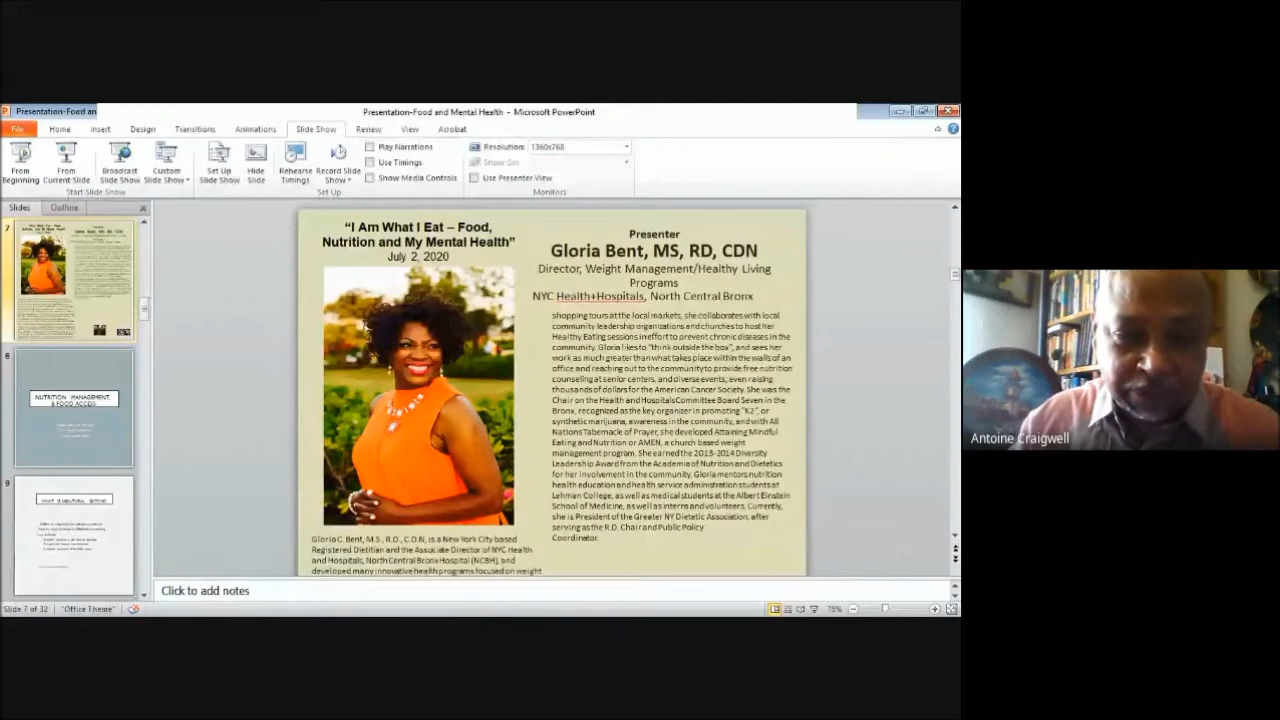 Presentation-Food an
Presentation-Food and Mental Health - Microsoft PowerPoint
File Home Insert Design Transitions Animations Slide Show Review View Acrobat
From Beginning
From Current Slide
Broadcast Slide Show
Custom Slide Show
Start Slide Show
Set Up Slide Show
Hide Slide
Rehearse Timings
Record Slide Show
Play Narrations
Use Timings
Show Media Controls
Set Up
Resolution: 1360x768
Show On:
Use Presenter View
Monitors
Slides Outline
7
8
NUTRITION MANAGEMENT,
& FOOD ACCESS
9
“I Am What I Eat – Food,
Nutrition and My Mental Health”
July 2, 2020
Presenter
Gloria Bent, MS, RD, CDN
Director, Weight Management/Healthy Living
Programs
NYC Health+Hospitals, North Central Bronx
shopping tours at the local markets, she collaborates with local
community leadership organizations and churches to host her
Healthy Eating sessions in effort to prevent chronic diseases in the
community. Gloria likes to “think outside the box”, and sees her
work as much greater than what takes place within the walls of an
office and reaching out to the community to provide free nutrition
counseling at senior centers, and diverse events, even raising
thousands of dollars for the American Cancer Society. She was the
Chair on the Health and Hospitals Committee Board Seven in the
Bronx, recognized as the key organizer in promoting “K2”, or
synthetic marijuana, awareness in the community, and with All
Nations Tabernacle of Prayer, she developed Attaining Mindful
Eating and Nutrition or AMEN, a church based weight
management program. She earned the 2013-2014 Diversity
Leadership Award from the Academia of Nutrition and Dietetics
for her involvement in the community. Gloria mentors nutrition
health education and health service administration students at
Lehman College, as well as medical students at the Albert Einstein
School of Medicine, as well as interns and volunteers. Currently,
she is President of the Greater NY Dietetic Association, after
serving as the R.D. Chair and Public Policy
Coordinator.
Gloria C. Bent, M.S., R.D., C.D.N, is a New York City based
Registered Dietitian and the Associate Director of NYC Health
and Hospitals, North Central Bronx Hospital (NCBH), and
developed many innovative health programs focused on weight
Click to add notes
Slide 7 of 32 "Office Theme" 75%
Antoine Craigwell